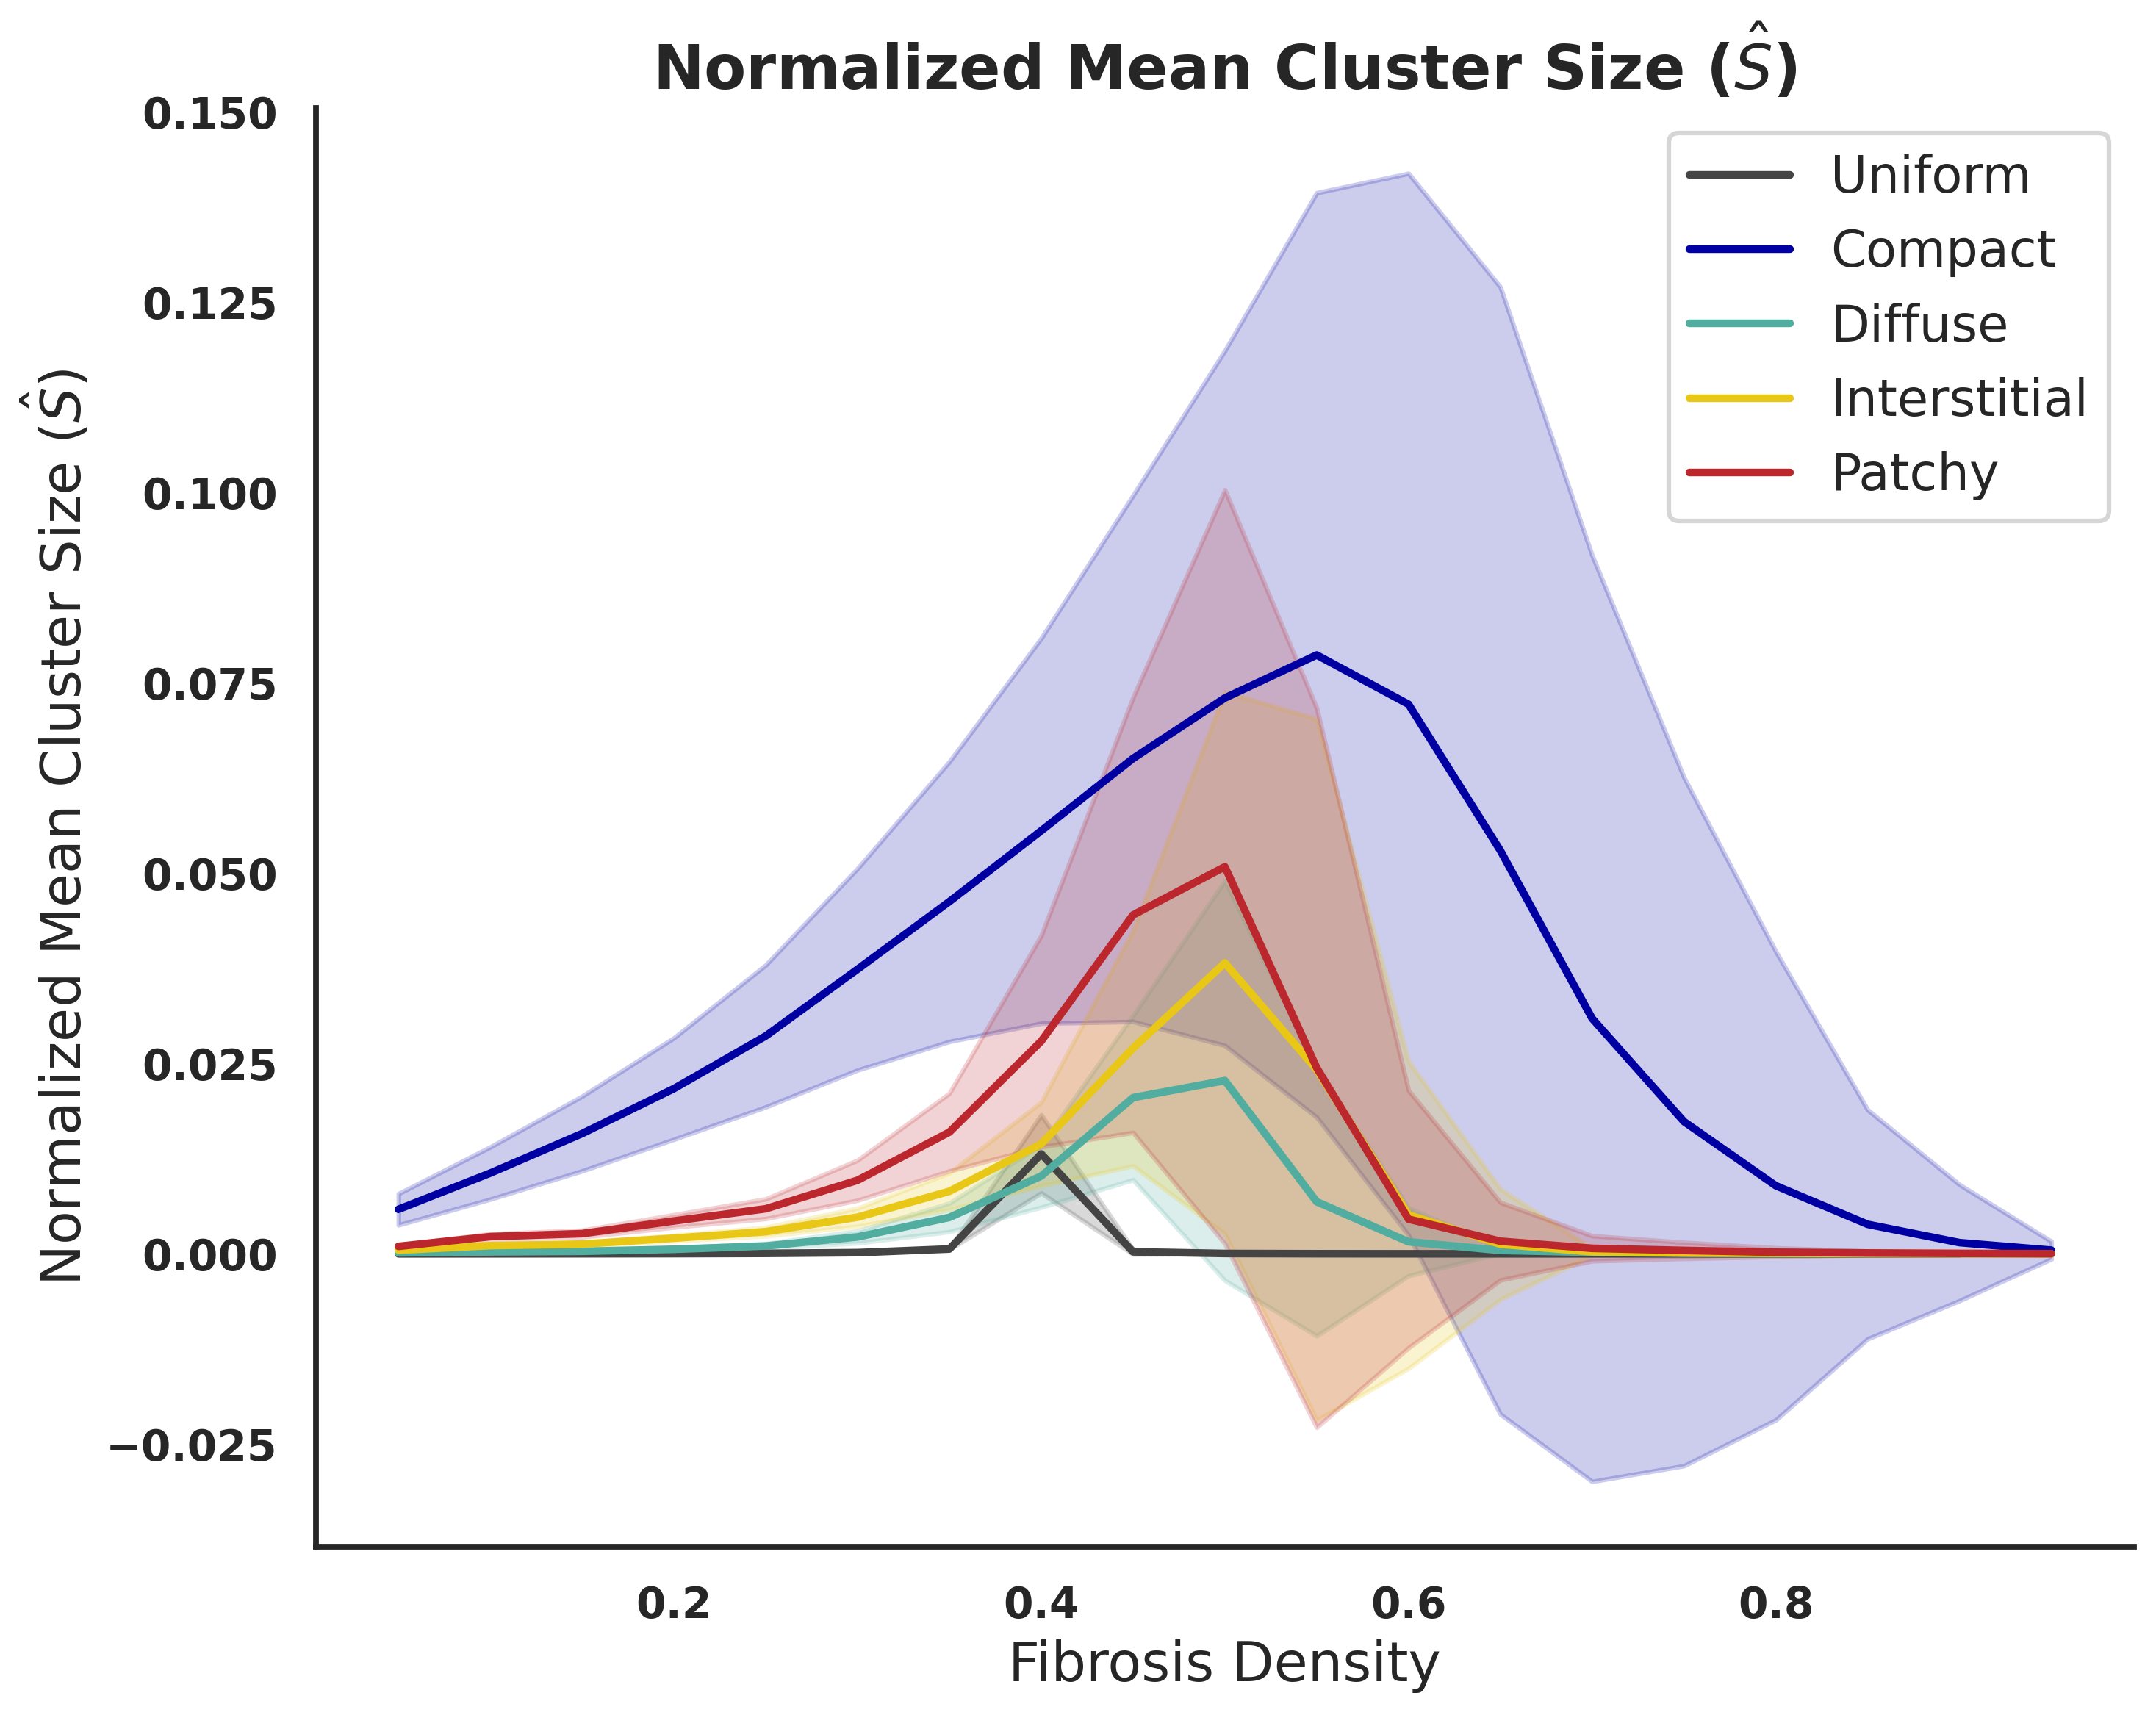 Normalized Mean Cluster Size (Ŝ)
Normalized Mean Cluster Size (Ŝ)
0.150
0.125
0.100
0.075
0.050
0.025
0.000
−0.025
Uniform
Compact
Diffuse
Interstitial
Patchy
0.2 0.4 0.6 0.8
Fibrosis Density